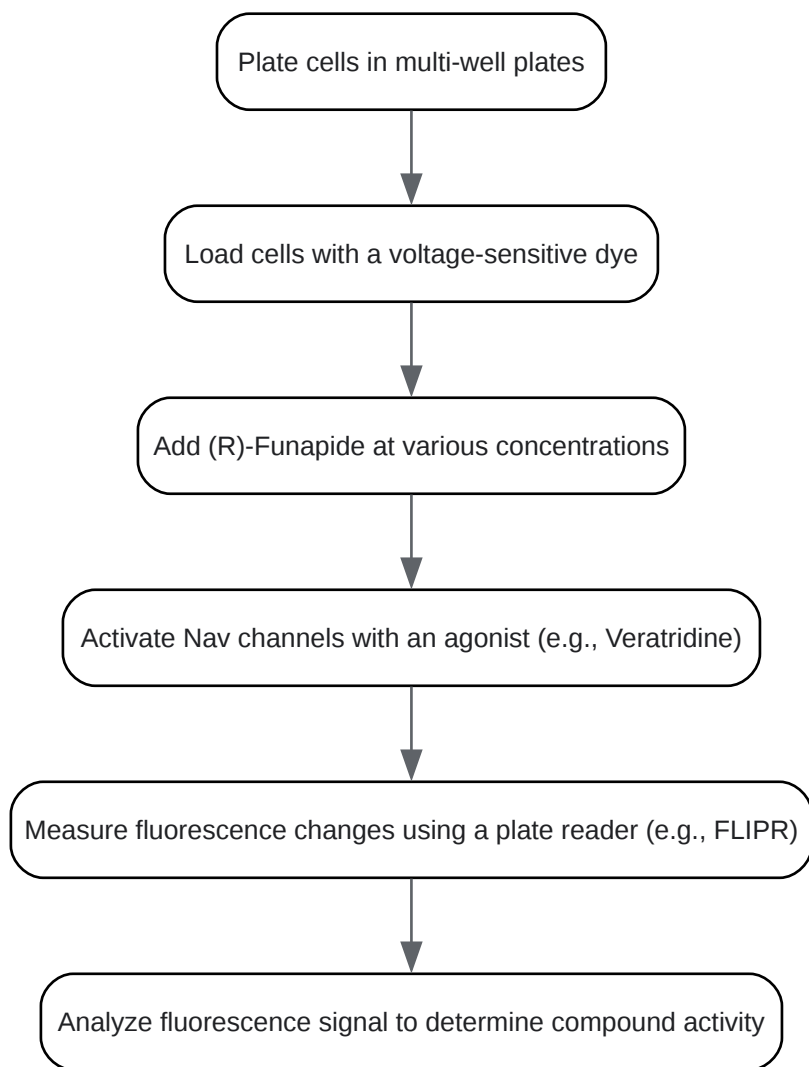 Plate cells in multi-well plates
Load cells with a voltage-sensitive dye
Add (R)-Funapide at various concentrations
Activate Nav channels with an agonist (e.g., Veratridine)
Measure fluorescence changes using a plate reader (e.g., FLIPR)
Analyze fluorescence signal to determine compound activity